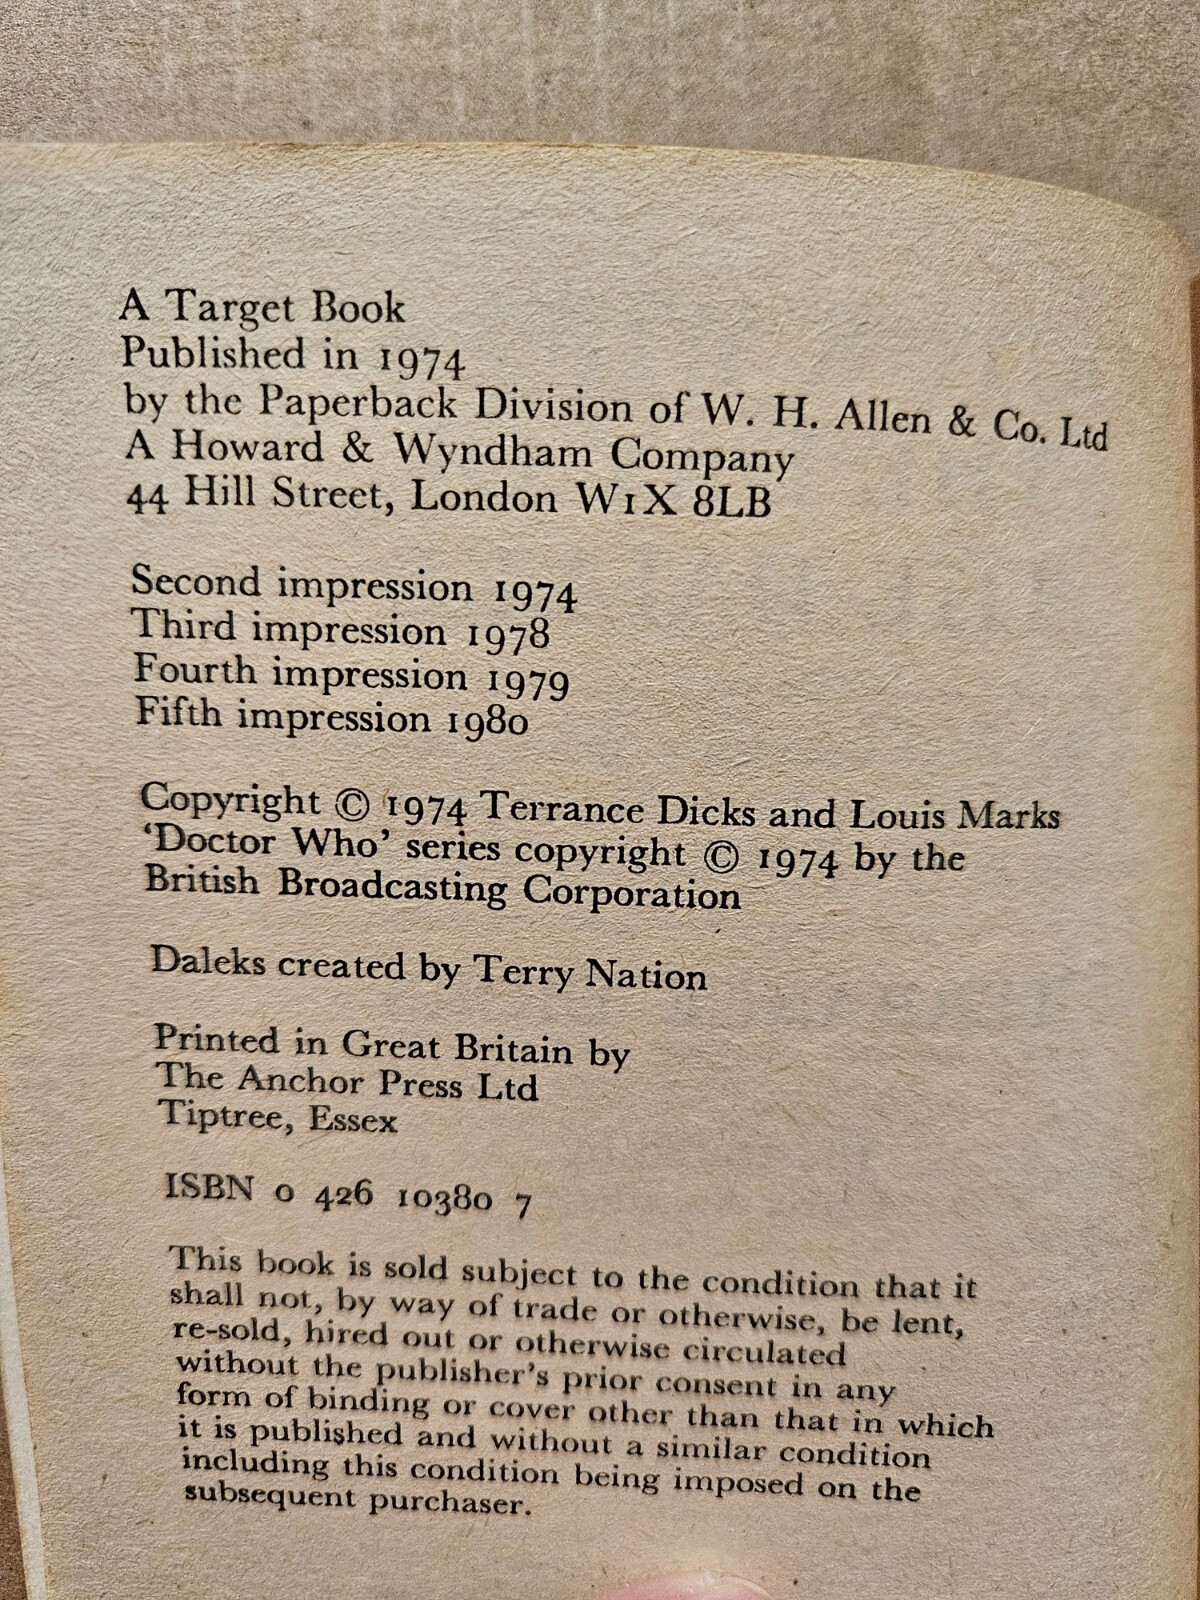 A Target Book
Published in 1974
by the Paperback Division of W. H. Allen & Co. Ltd
A Howard & Wyndham Company
44 Hill Street, London W1X 8LB
Second impression 1974
Third impression 1978
Fourth impression 1979
Fifth impression 1980
Copyright © 1974 Terrance Dicks and Louis Marks
‘Doctor Who’ series copyright © 1974 by the
British Broadcasting Corporation
Daleks created by Terry Nation
Printed in Great Britain by
The Anchor Press Ltd
Tiptree, Essex
ISBN 0 426 10380 7
This book is sold subject to the condition that it
shall not, by way of trade or otherwise, be lent,
re-sold, hired out or otherwise circulated
without the publisher's prior consent in any
form of binding or cover other than that in which
it is published and without a similar condition
including this condition being imposed on the
subsequent purchaser.